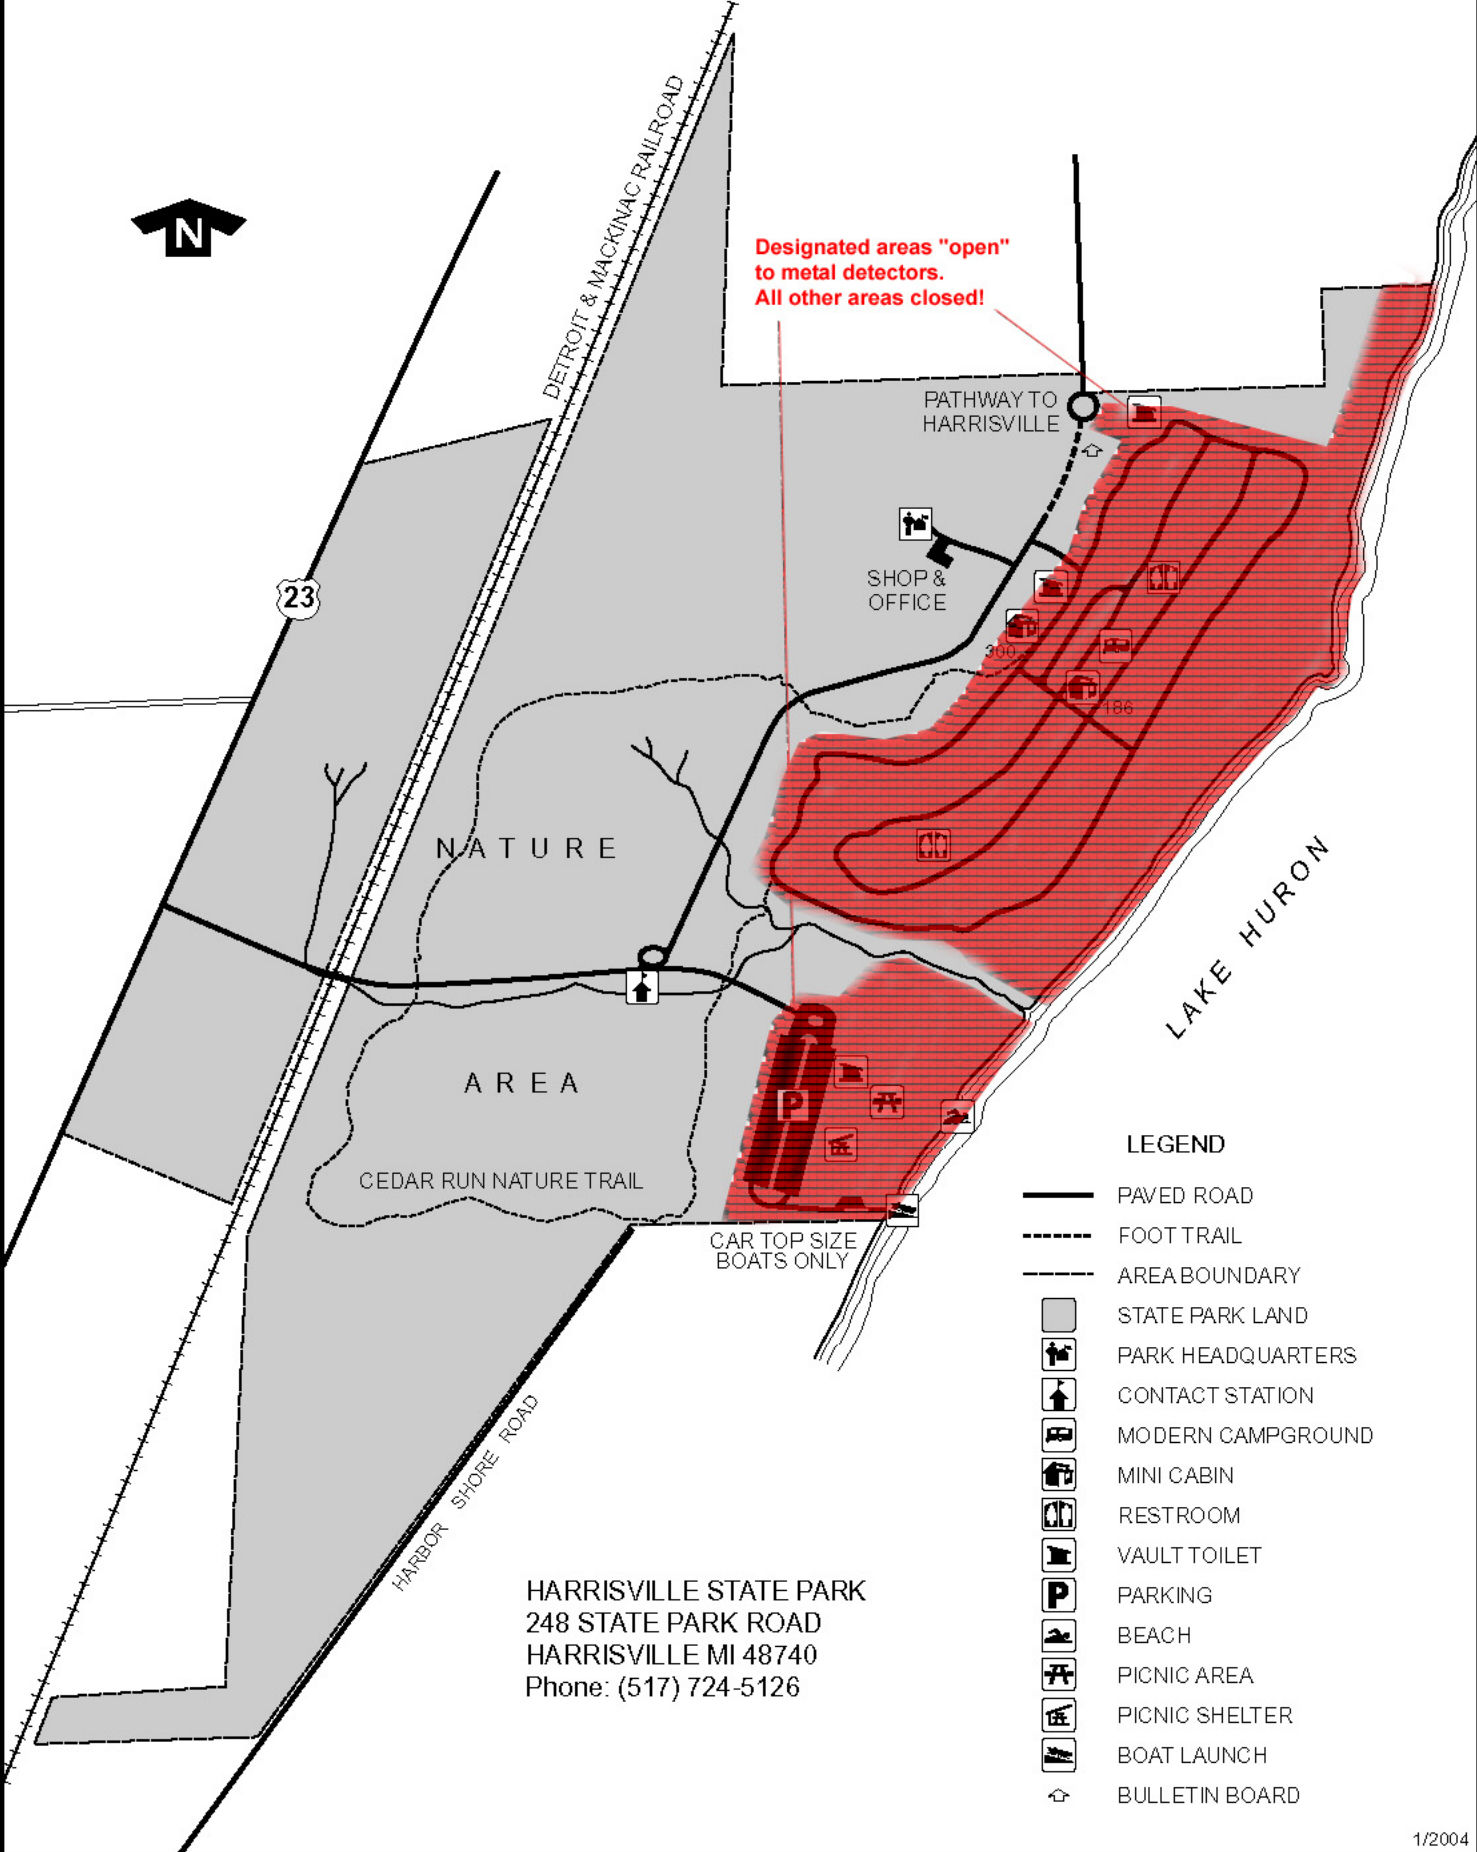 DETROIT & MACKINAC RAILROAD
N
Designated areas "open"
to metal detectors.
All other areas closed!
PATHWAY TO
HARRISVILLE
SHOP &
OFFICE
23
300
186
NATURE
AREA
CEDAR RUN NATURE TRAIL
P
LAKE HURON
CAR TOP SIZE
BOATS ONLY
HARBOR SHORE ROAD
LEGEND
PAVED ROAD
FOOT TRAIL
AREA BOUNDARY
STATE PARK LAND
PARK HEADQUARTERS
CONTACT STATION
MODERN CAMPGROUND
MINI CABIN
RESTROOM
VAULT TOILET
P PARKING
BEACH
PICNIC AREA
PICNIC SHELTER
BOAT LAUNCH
BULLETIN BOARD
HARRISVILLE STATE PARK
248 STATE PARK ROAD
HARRISVILLE MI 48740
Phone: (517) 724-5126
1/2004